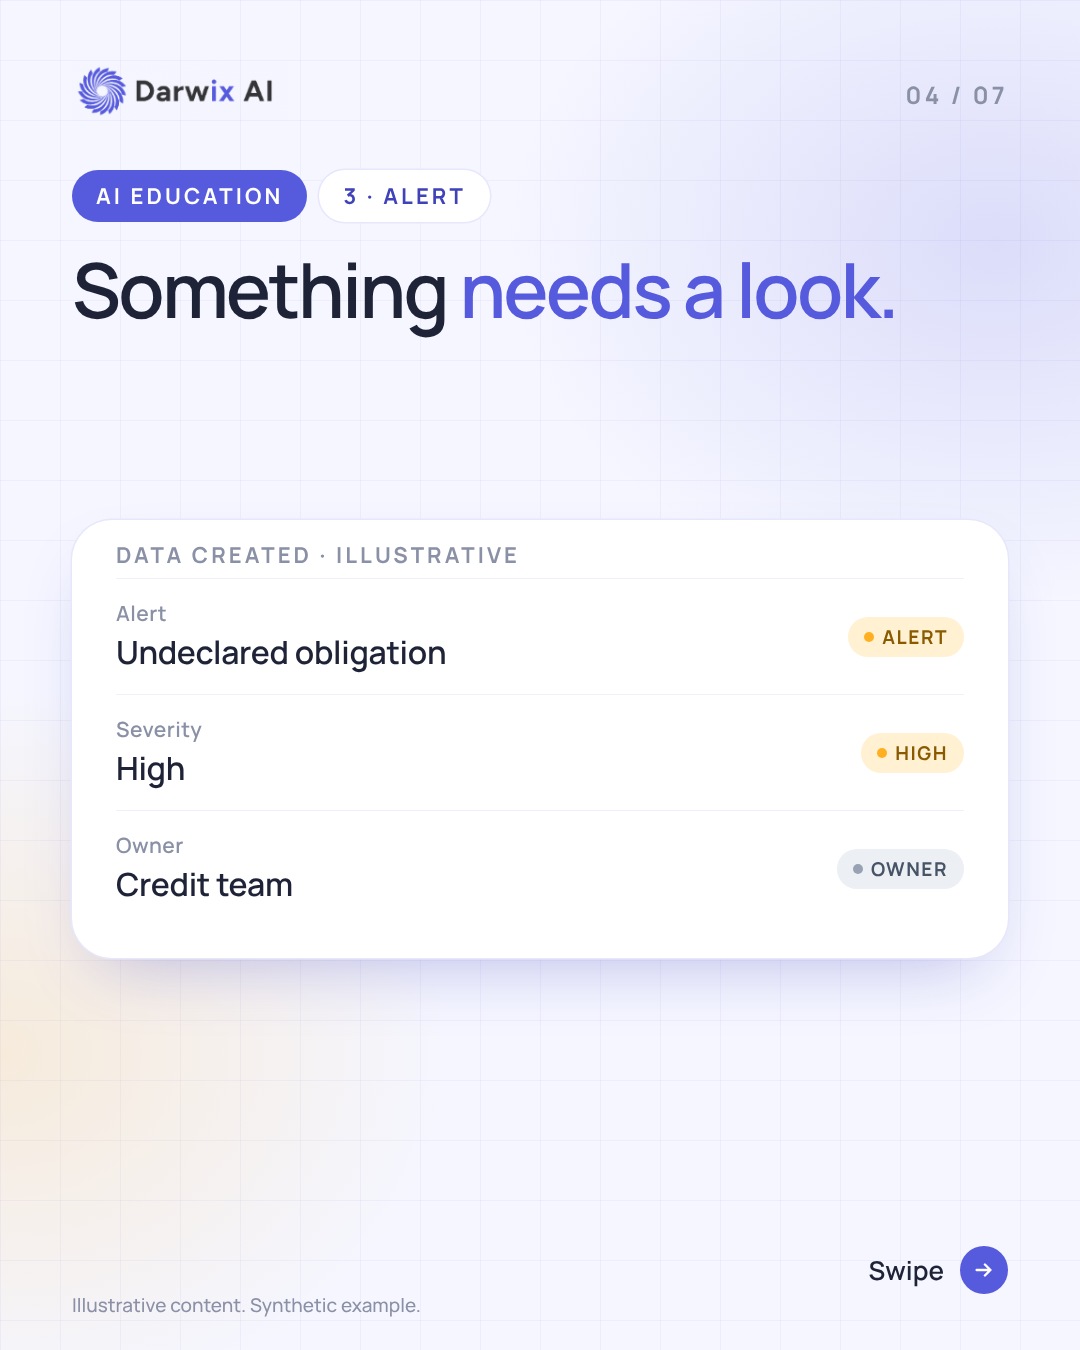 Darwix AI
04 / 07
AI EDUCATION
3 · ALERT
Something needs a look.
DATA CREATED · ILLUSTRATIVE
Alert
Undeclared obligation
ALERT
Severity
High
HIGH
Owner
Credit team
OWNER
Swipe
Illustrative content. Synthetic example.